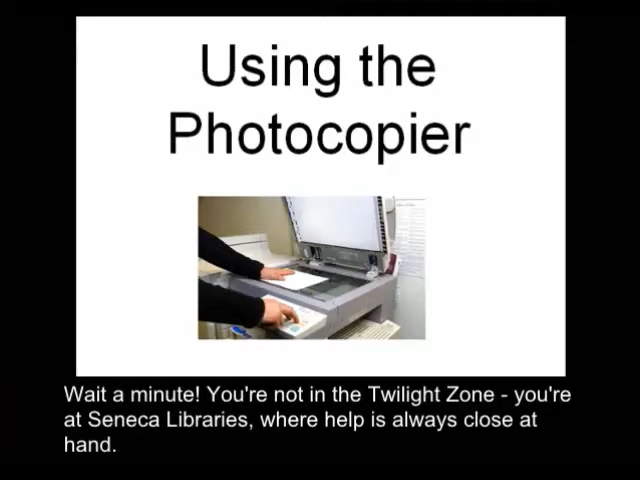 Using the
Photocopier
Wait a minute! You're not in the Twilight Zone - you're
at Seneca Libraries, where help is always close at
hand.